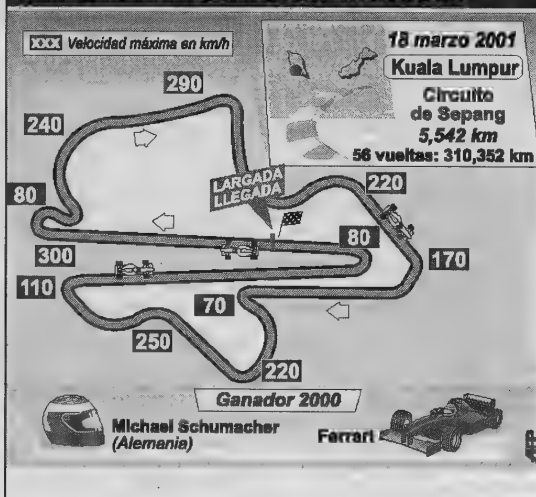 XXX Velocidad máxima en km/h
18 marzo 2001
Kuala Lumpur
Circuito
de Sepang
5,542 km
56 vueltas: 310,352 km
290
240
80
300
110
LARGADA
LLEGADA
220
80
170
70
250
220
Ganador 2000
Michael Schumacher
(Alemania)
Ferrari
AFP